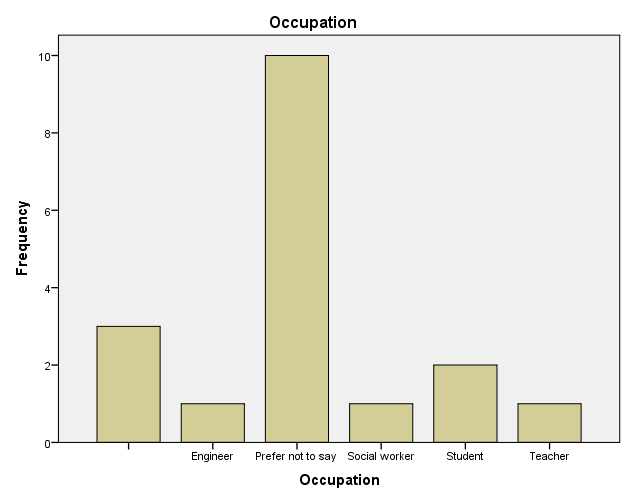 Occupation
10
8
6
4
2
0
Frequency
Engineer Prefer not to say Social worker Student Teacher
Occupation